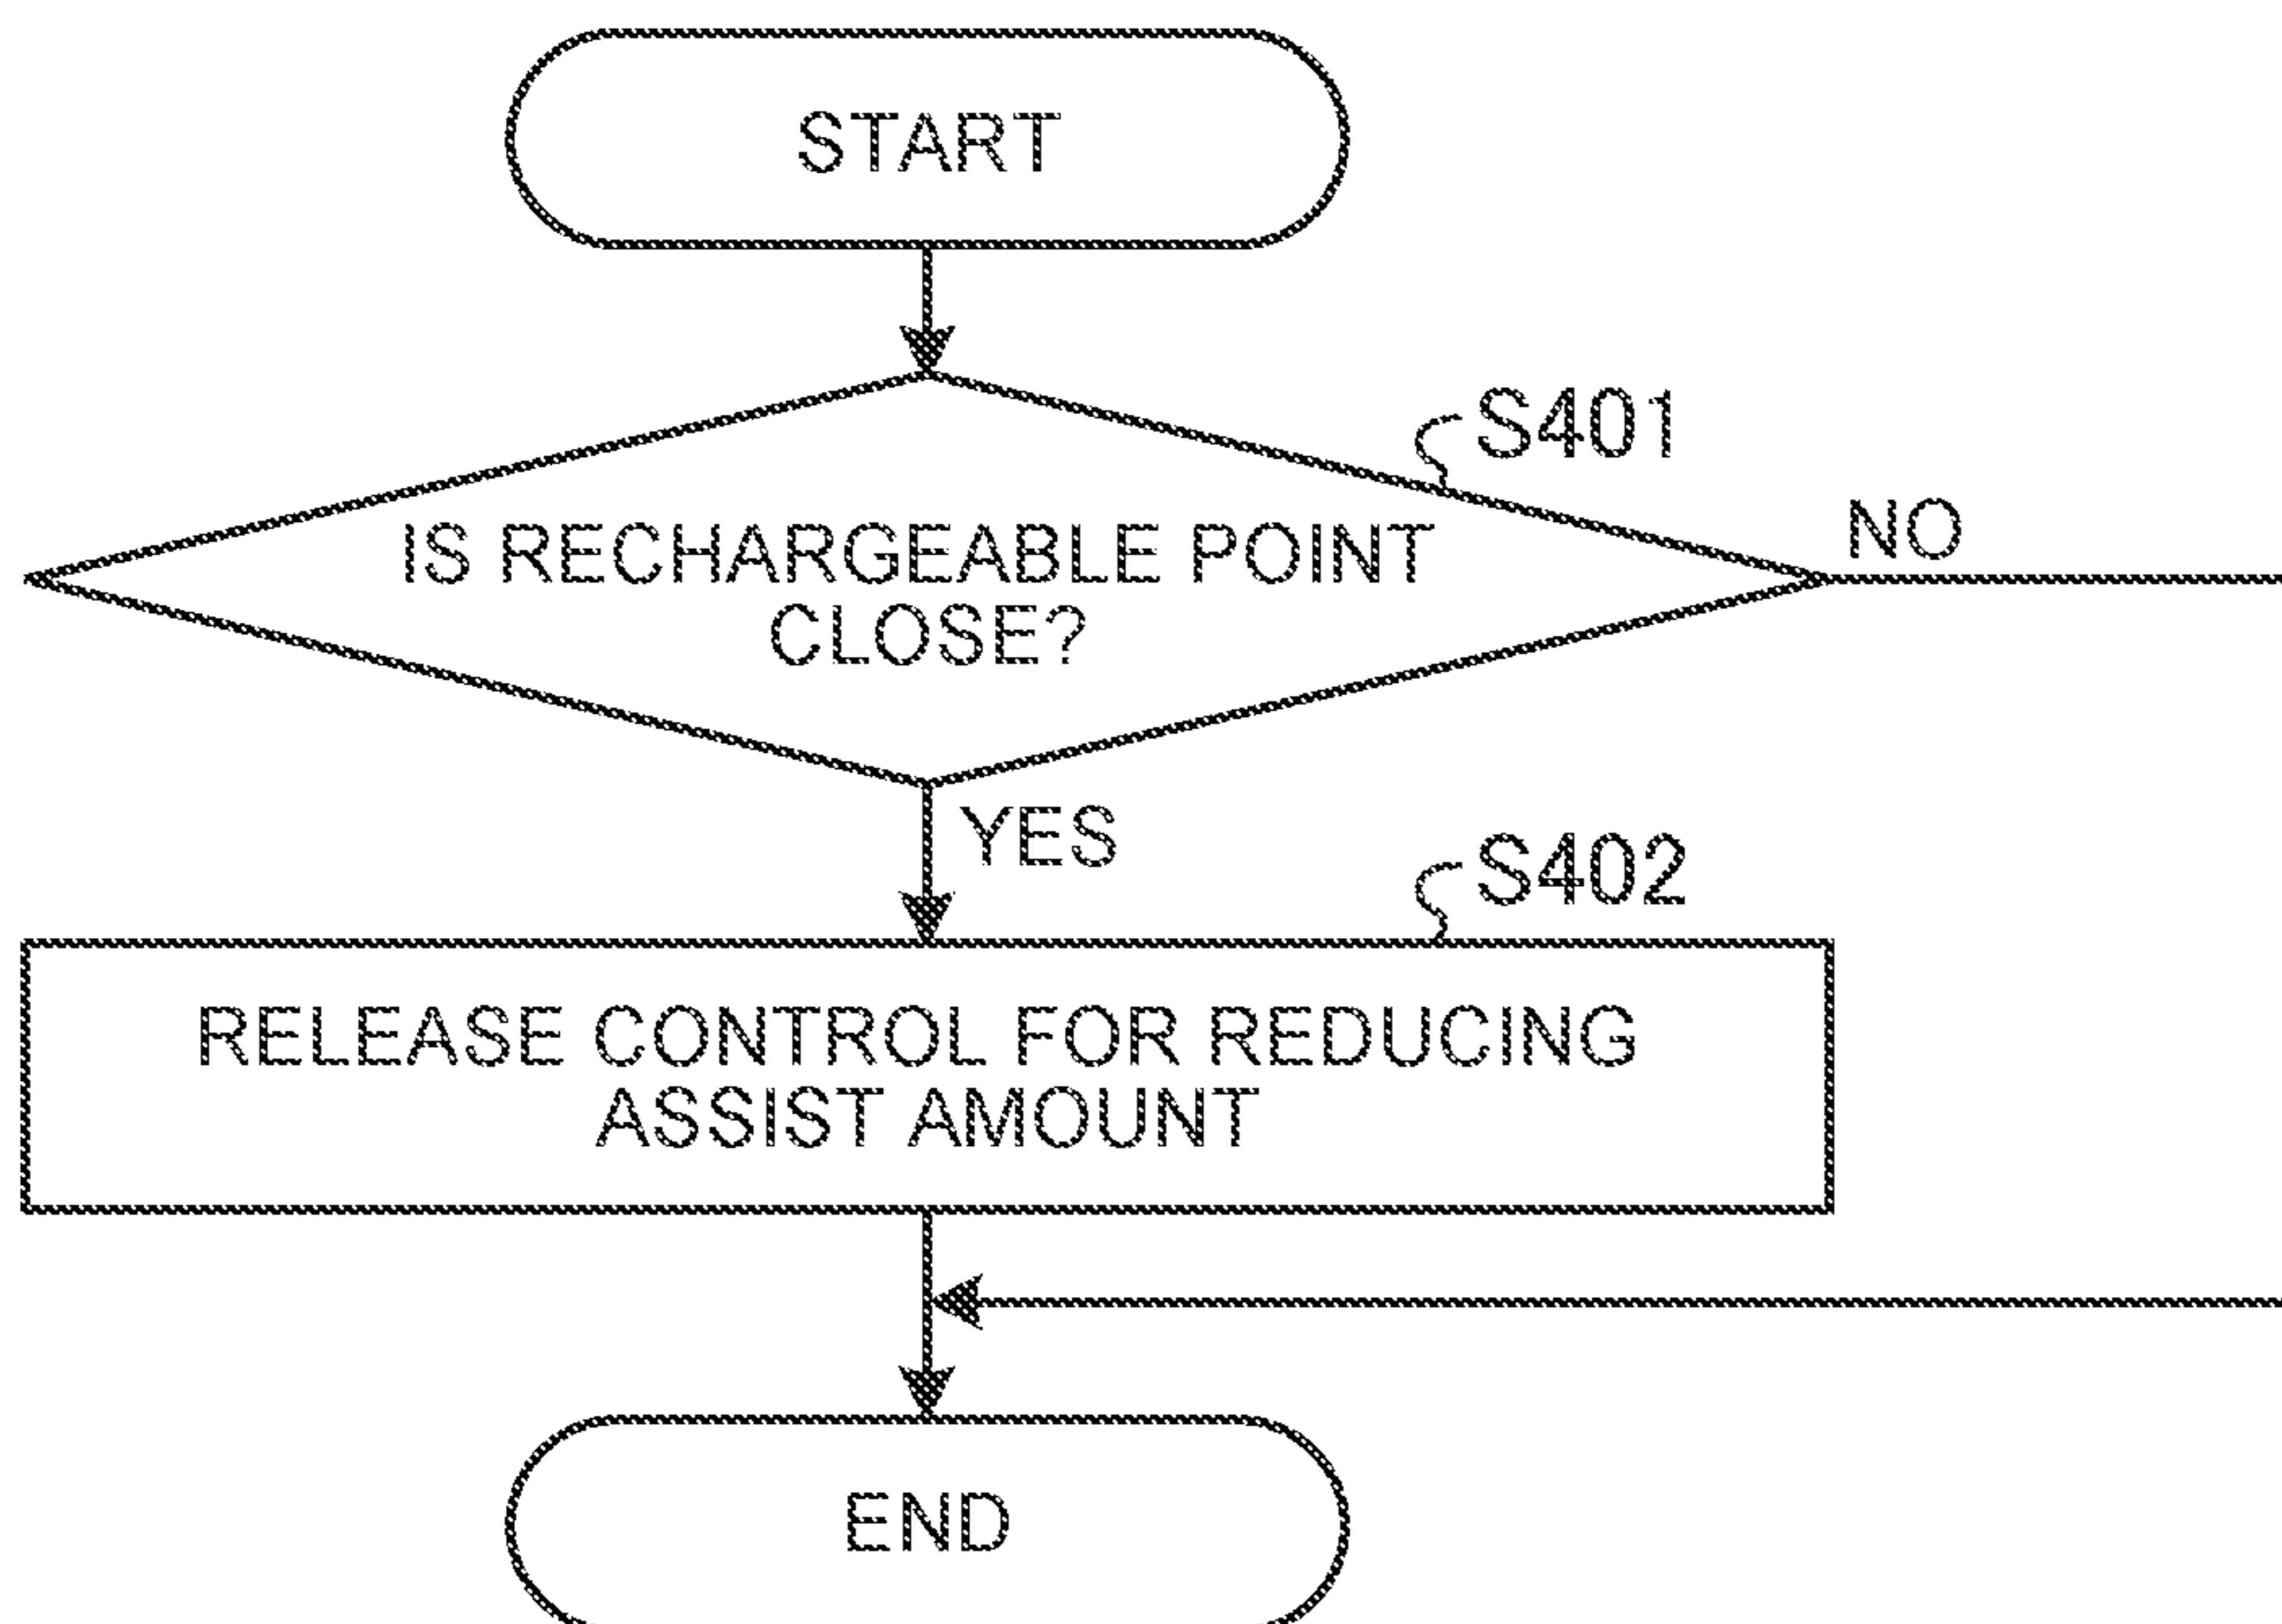 START
S401
IS RECHARGEABLE POINT
CLOSE?
NO
YES
S402
RELEASE CONTROL FOR REDUCING
ASSIST AMOUNT
END